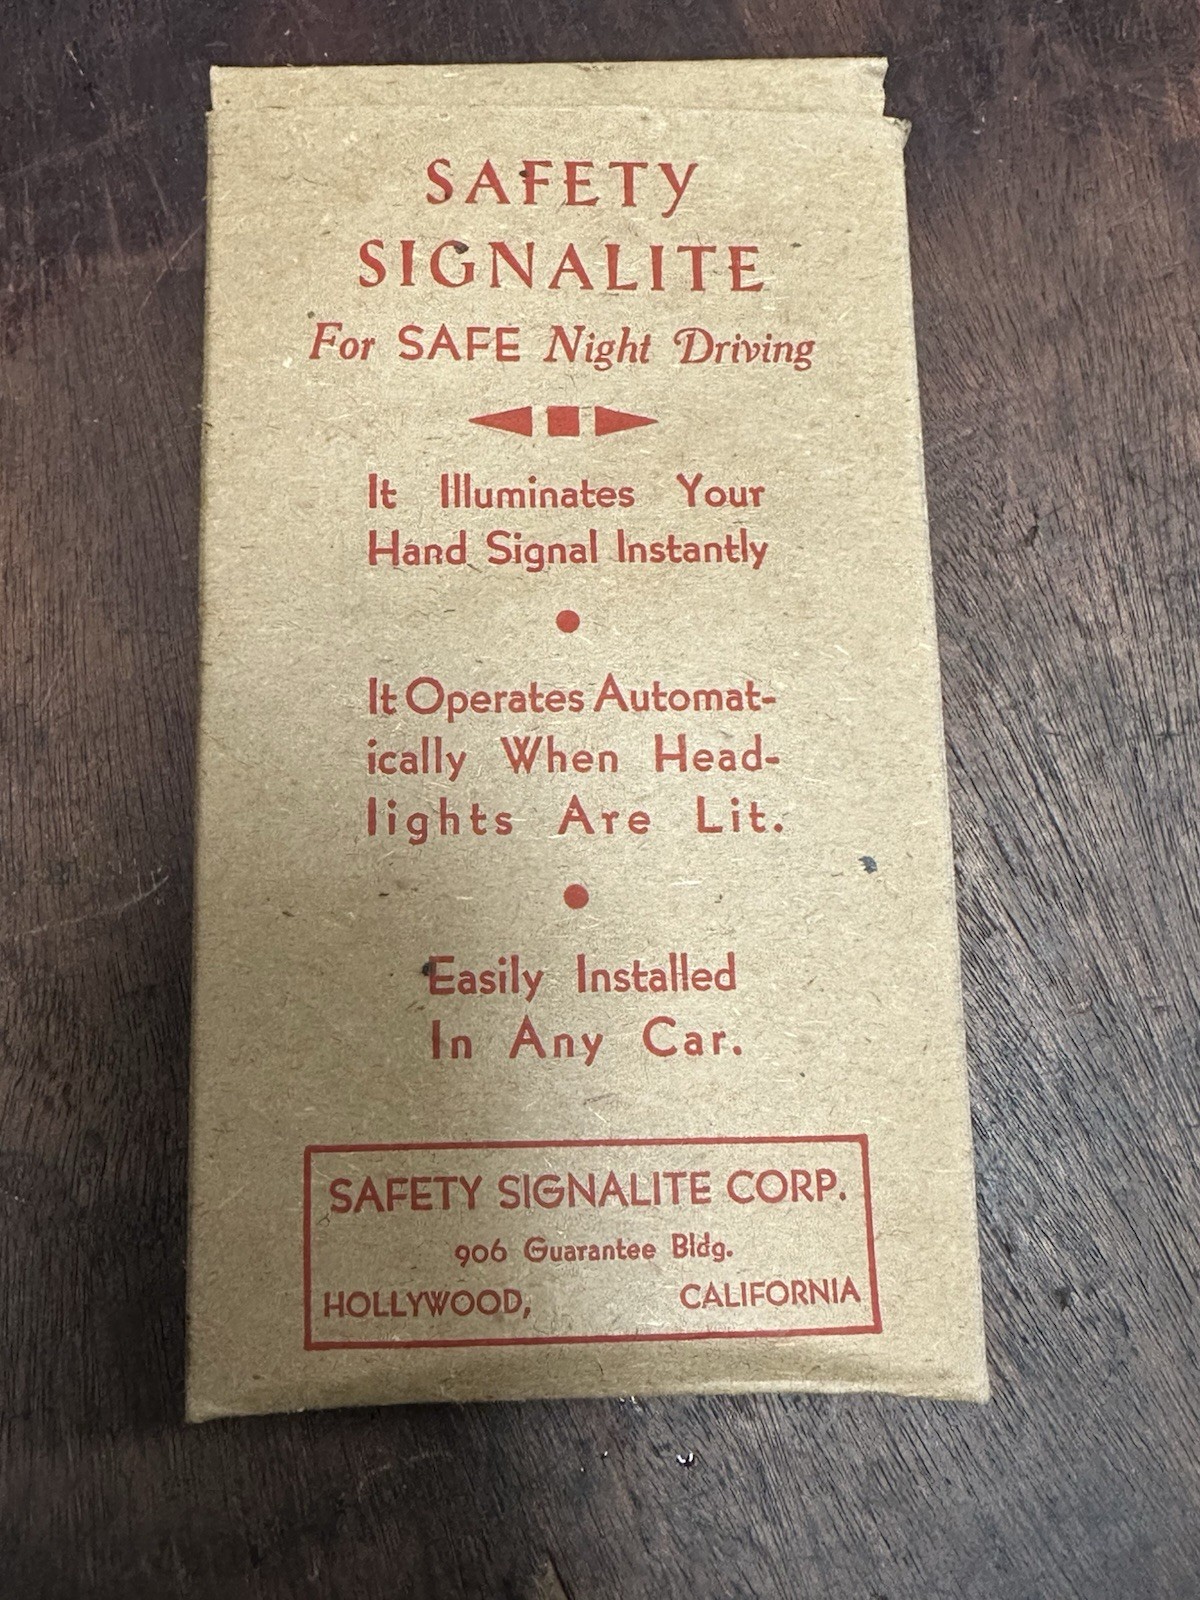 SAFETY
SIGNALITE
For SAFE Night Driving
It Illuminates Your
Hand Signal Instantly
It Operates Automat-
ically When Head-
lights Are Lit.
Easily Installed
In Any Car.
SAFETY SIGNALITE CORP.
906 Guarantee Bldg.
HOLLYWOOD, CALIFORNIA